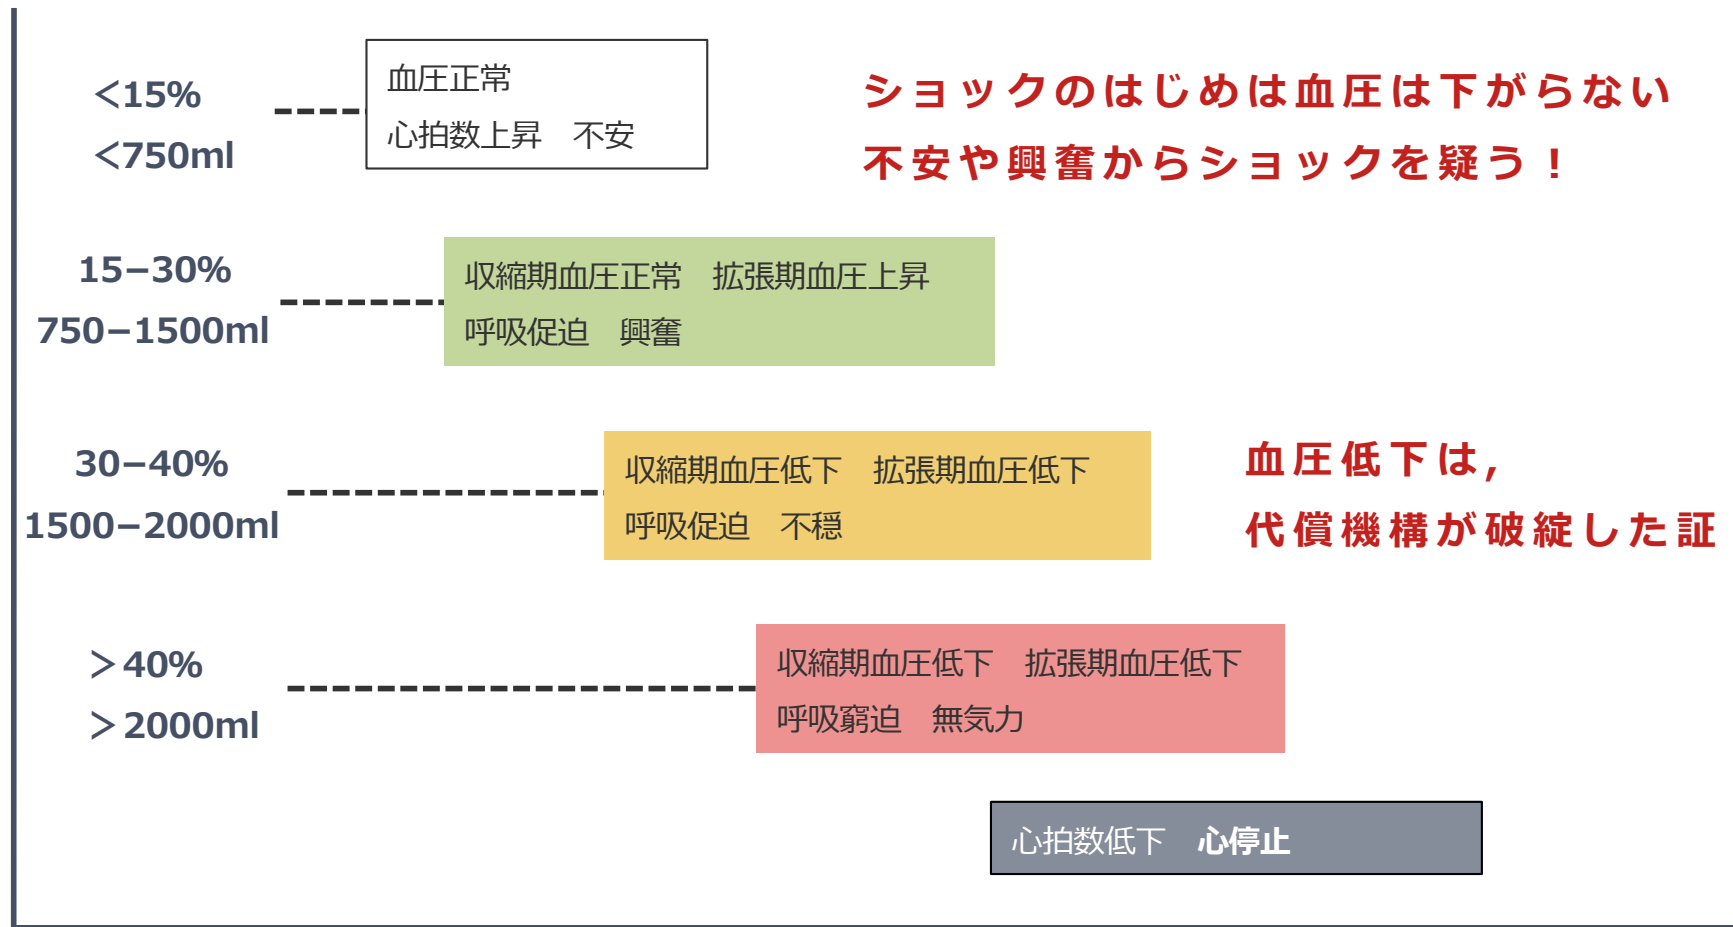 <15%
<750ml
血圧正常
心拍数上昇　不安
ショックのはじめは血圧は下がらない
不安や興奮からショックを疑う！
15−30%
750−1500ml
収縮期血圧正常　拡張期血圧上昇
呼吸促迫　興奮
30−40%
1500−2000ml
収縮期血圧低下　拡張期血圧低下
呼吸促迫　不穏
血圧低下は,
代償機構が破綻した証
＞40%
＞2000ml
収縮期血圧低下　拡張期血圧低下
呼吸窮迫　無気力
心拍数低下　心停止